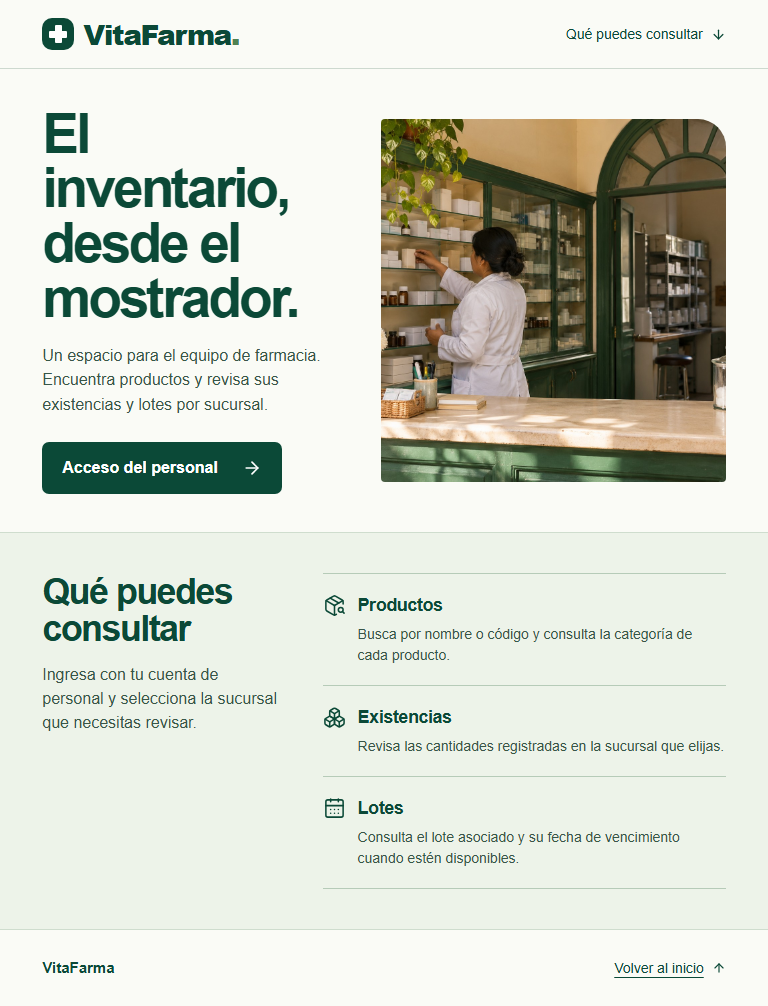 VitaFarma.
Qué puedes consultar
El
inventario,
desde el
mostrador.
Un espacio para el equipo de farmacia.
Encuentra productos y revisa sus
existencias y lotes por sucursal.
Acceso del personal
Qué puedes
consultar
Ingresa con tu cuenta de
personal y selecciona la sucursal
que necesitas revisar.
Productos
Busca por nombre o código y consulta la categoría de
cada producto.
Existencias
Revisa las cantidades registradas en la sucursal que elijas.
Lotes
Consulta el lote asociado y su fecha de vencimiento
cuando estén disponibles.
VitaFarma
Volver al inicio